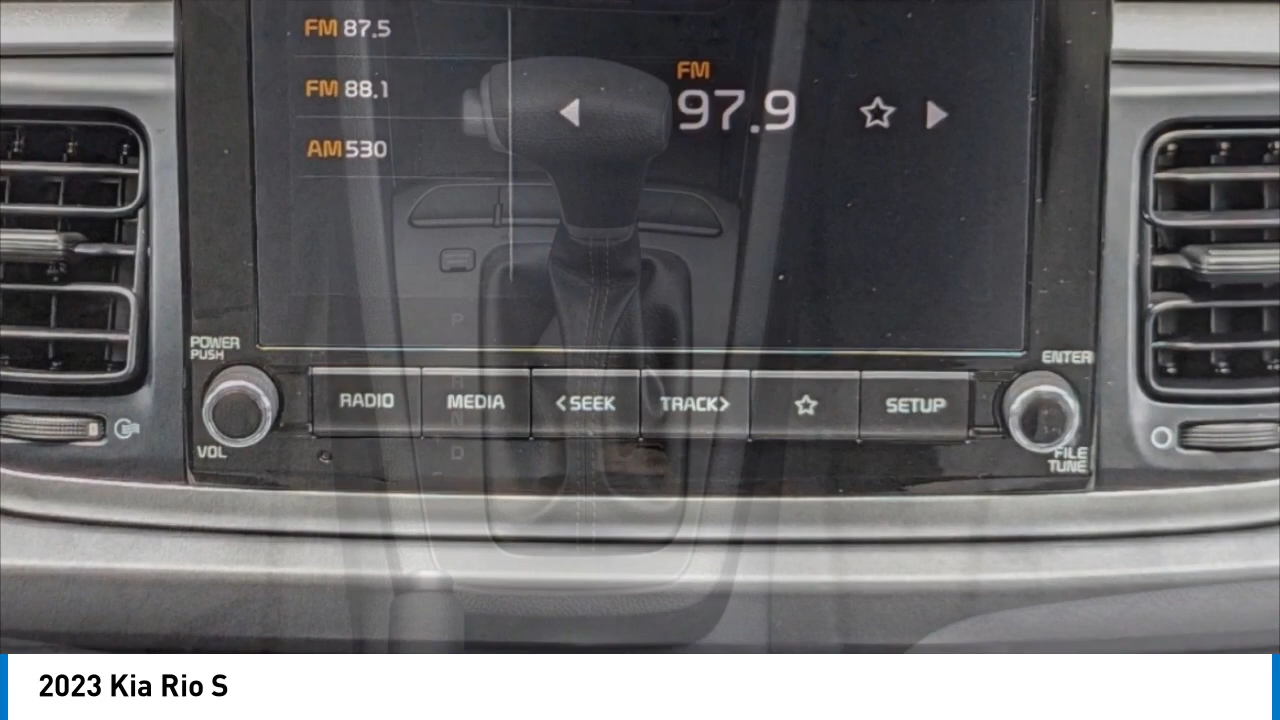 FM 87.5
FM 88.1
AM 530
FM
97.9
POWER
PUSH
VOL
RADIO
MEDIA
<SEEK
TRACK>
SETUP
ENTER
FILE
TUNE
P
R
N
D
2023 Kia Rio S